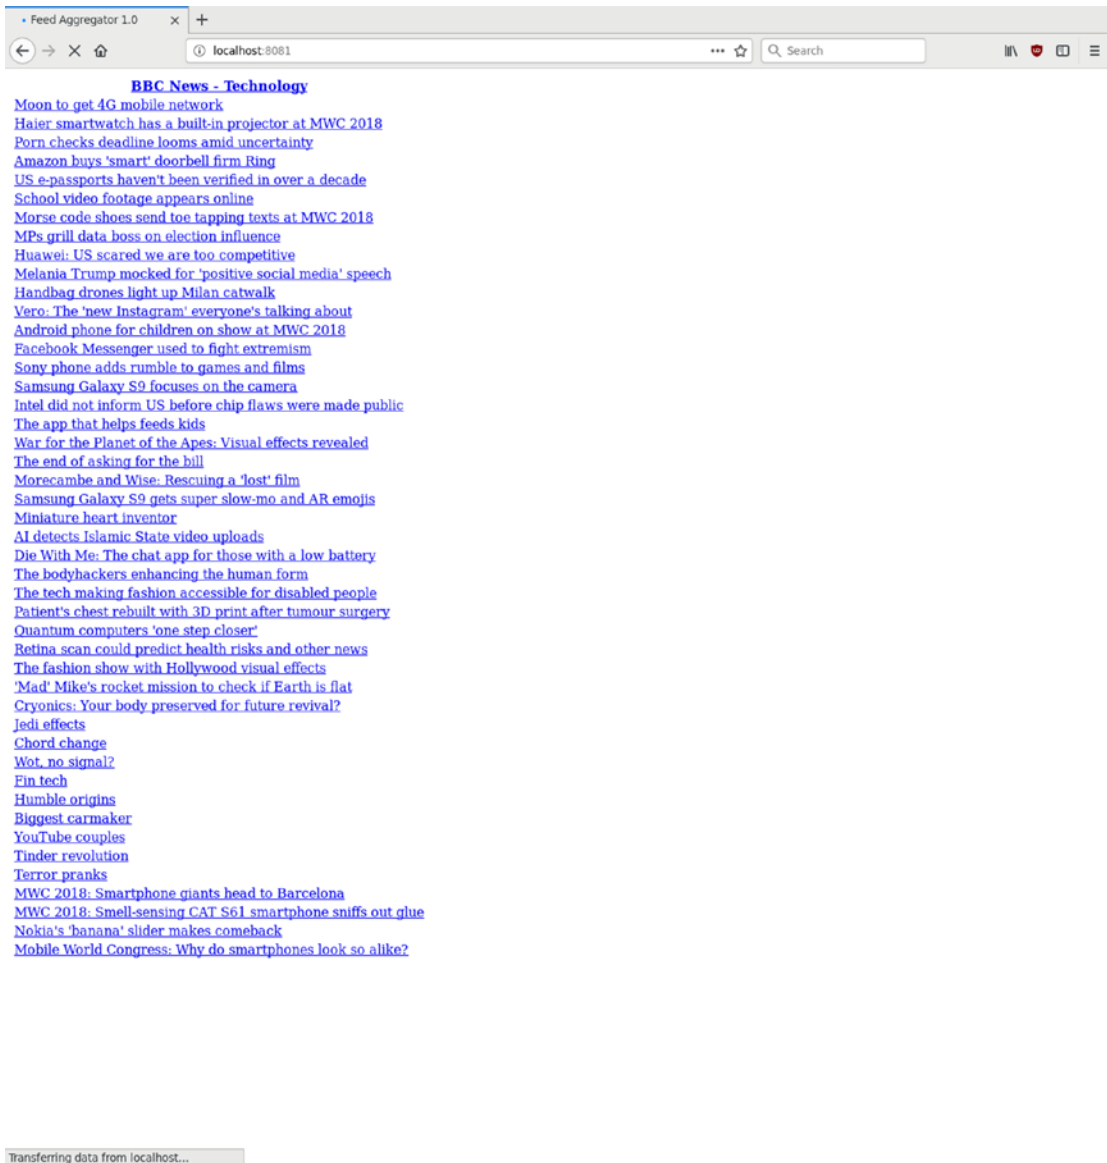 Feed Aggregator 1.0
localhost:8081
Search
BBC News - Technology
Moon to get 4G mobile network
Haier smartwatch has a built-in projector at MWC 2018
Porn checks deadline looms amid uncertainty
Amazon buys 'smart' doorbell firm Ring
US e-passports haven't been verified in over a decade
School video footage appears online
Morse code shoes send toe tapping texts at MWC 2018
MPs grill data boss on election influence
Huawei: US scared we are too competitive
Melania Trump mocked for 'positive social media' speech
Handbag drones light up Milan catwalk
Vero: The 'new Instagram' everyone's talking about
Android phone for children on show at MWC 2018
Facebook Messenger used to fight extremism
Sony phone adds rumble to games and films
Samsung Galaxy S9 focuses on the camera
Intel did not inform US before chip flaws were made public
The app that helps feeds kids
War for the Planet of the Apes: Visual effects revealed
The end of asking for the bill
Morecambe and Wise: Rescuing a 'lost' film
Samsung Galaxy S9 gets super slow-mo and AR emojis
Miniature heart inventor
AI detects Islamic State video uploads
Die With Me: The chat app for those with a low battery
The bodyhackers enhancing the human form
The tech making fashion accessible for disabled people
Patient's chest rebuilt with 3D print after tumour surgery
Quantum computers 'one step closer'
Retina scan could predict health risks and other news
The fashion show with Hollywood visual effects
'Mad' Mike's rocket mission to check if Earth is flat
Cryonics: Your body preserved for future revival?
Jedi effects
Chord change
Wot, no signal?
Fin tech
Humble origins
Biggest carmaker
YouTube couples
Tinder revolution
Terror pranks
MWC 2018: Smartphone giants head to Barcelona
MWC 2018: Smell-sensing CAT S61 smartphone sniffs out glue
Nokia's 'banana' slider makes comeback
Mobile World Congress: Why do smartphones look so alike?
Transferring data from localhost...